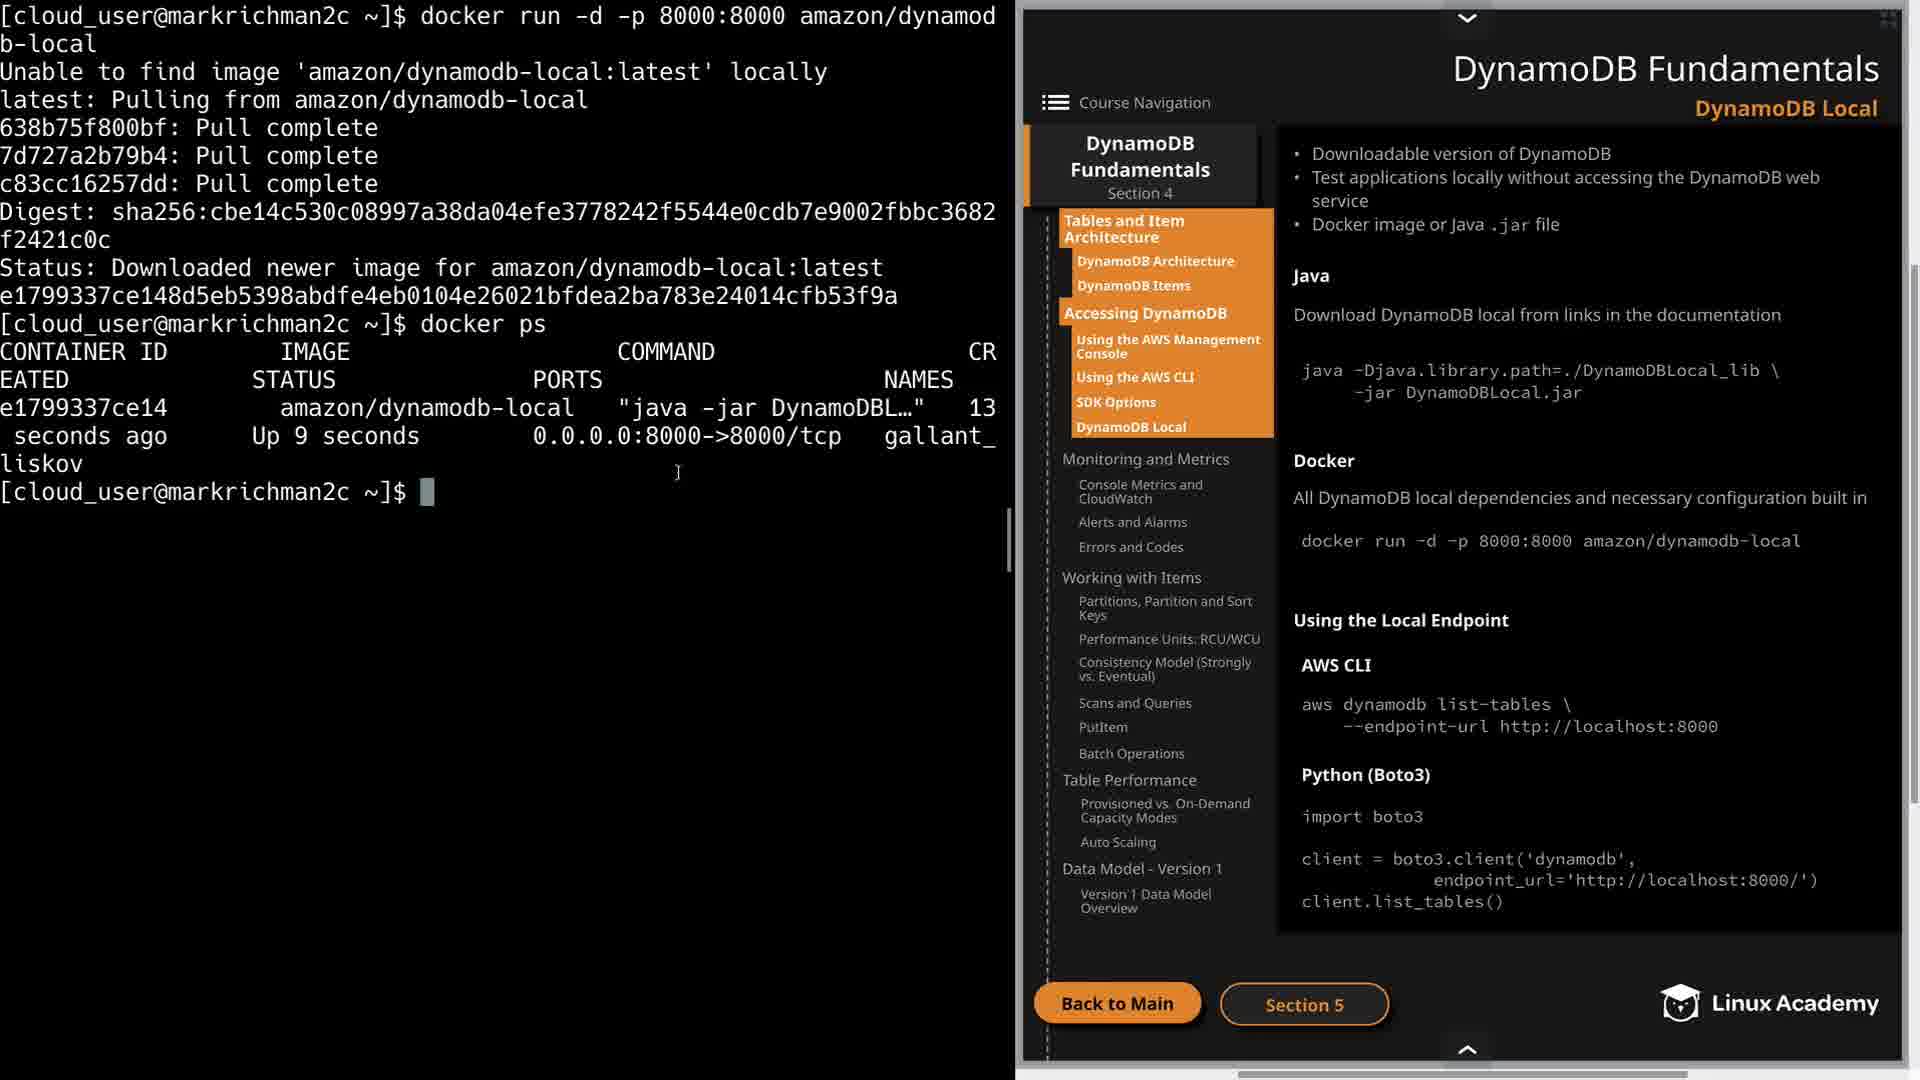 [cloud_user@markrichman2c ~]$ docker run -d -p 8000:8000 amazon/dynamod
b-local
Unable to find image 'amazon/dynamodb-local:latest' locally
latest: Pulling from amazon/dynamodb-local
638b75f800bf: Pull complete
7d727a2b79b4: Pull complete
c83cc16257dd: Pull complete
Digest: sha256:cbe14c530c08997a38da04efe3778242f5544e0cdb7e9002fbbc3682
f2421c0c
Status: Downloaded newer image for amazon/dynamodb-local:latest
e1799337ce148d5eb5398abdfe4eb0104e26021bfdea2ba783e24014cfb53f9a
[cloud_user@markrichman2c ~]$ docker ps
CONTAINER ID        IMAGE                   COMMAND                  CR
EATED             STATUS              PORTS                    NAMES
e1799337ce14        amazon/dynamodb-local   "java -jar DynamoDBL…"   13
 seconds ago      Up 9 seconds        0.0.0.0:8000->8000/tcp   gallant_
liskov
[cloud_user@markrichman2c ~]$
DynamoDB Fundamentals
DynamoDB Local
Course Navigation
DynamoDB
Fundamentals
Section 4
Tables and Item
Architecture
DynamoDB Architecture
DynamoDB Items
Accessing DynamoDB
Using the AWS Management
Console
Using the AWS CLI
SDK Options
DynamoDB Local
Monitoring and Metrics
Console Metrics and
CloudWatch
Alerts and Alarms
Errors and Codes
Working with Items
Partitions, Partition and Sort
Keys
Performance Units: RCU/WCU
Consistency Model (Strongly
vs. Eventual)
Scans and Queries
PutItem
Batch Operations
Table Performance
Provisioned vs. On-Demand
Capacity Modes
Auto Scaling
Data Model - Version 1
Version 1 Data Model
Overview
• Downloadable version of DynamoDB
• Test applications locally without accessing the DynamoDB web
service
• Docker image or Java .jar file
Java
Download DynamoDB local from links in the documentation
java -Djava.library.path=./DynamoDBLocal_lib \
-jar DynamoDBLocal.jar
Docker
All DynamoDB local dependencies and necessary configuration built in
docker run -d -p 8000:8000 amazon/dynamodb-local
Using the Local Endpoint
AWS CLI
aws dynamodb list-tables \
--endpoint-url http://localhost:8000
Python (Boto3)
import boto3
client = boto3.client('dynamodb',
endpoint_url='http://localhost:8000/')
client.list_tables()
Back to Main
Section 5
Linux Academy